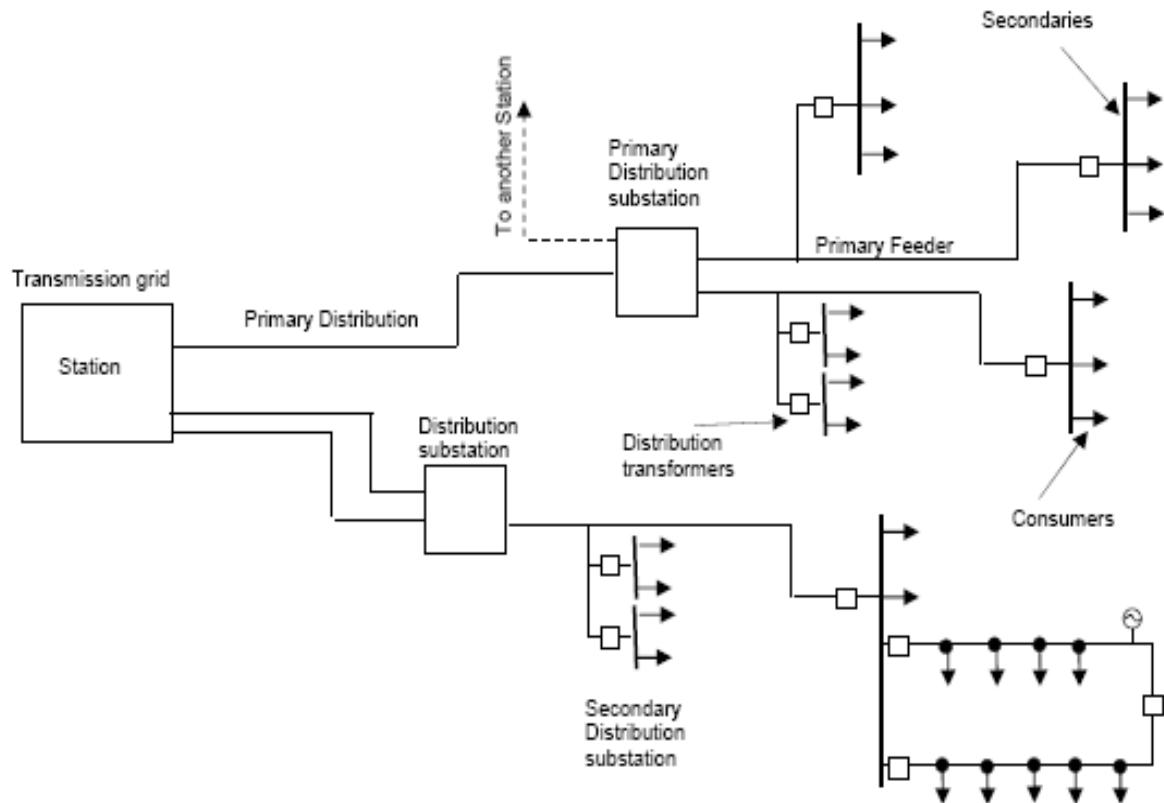 Secondaries
To another Station
Primary
Distribution
substation
Primary Feeder
Transmission grid
Primary Distribution
Station
Distribution
substation
Distribution
transformers
Consumers
Secondary
Distribution
substation